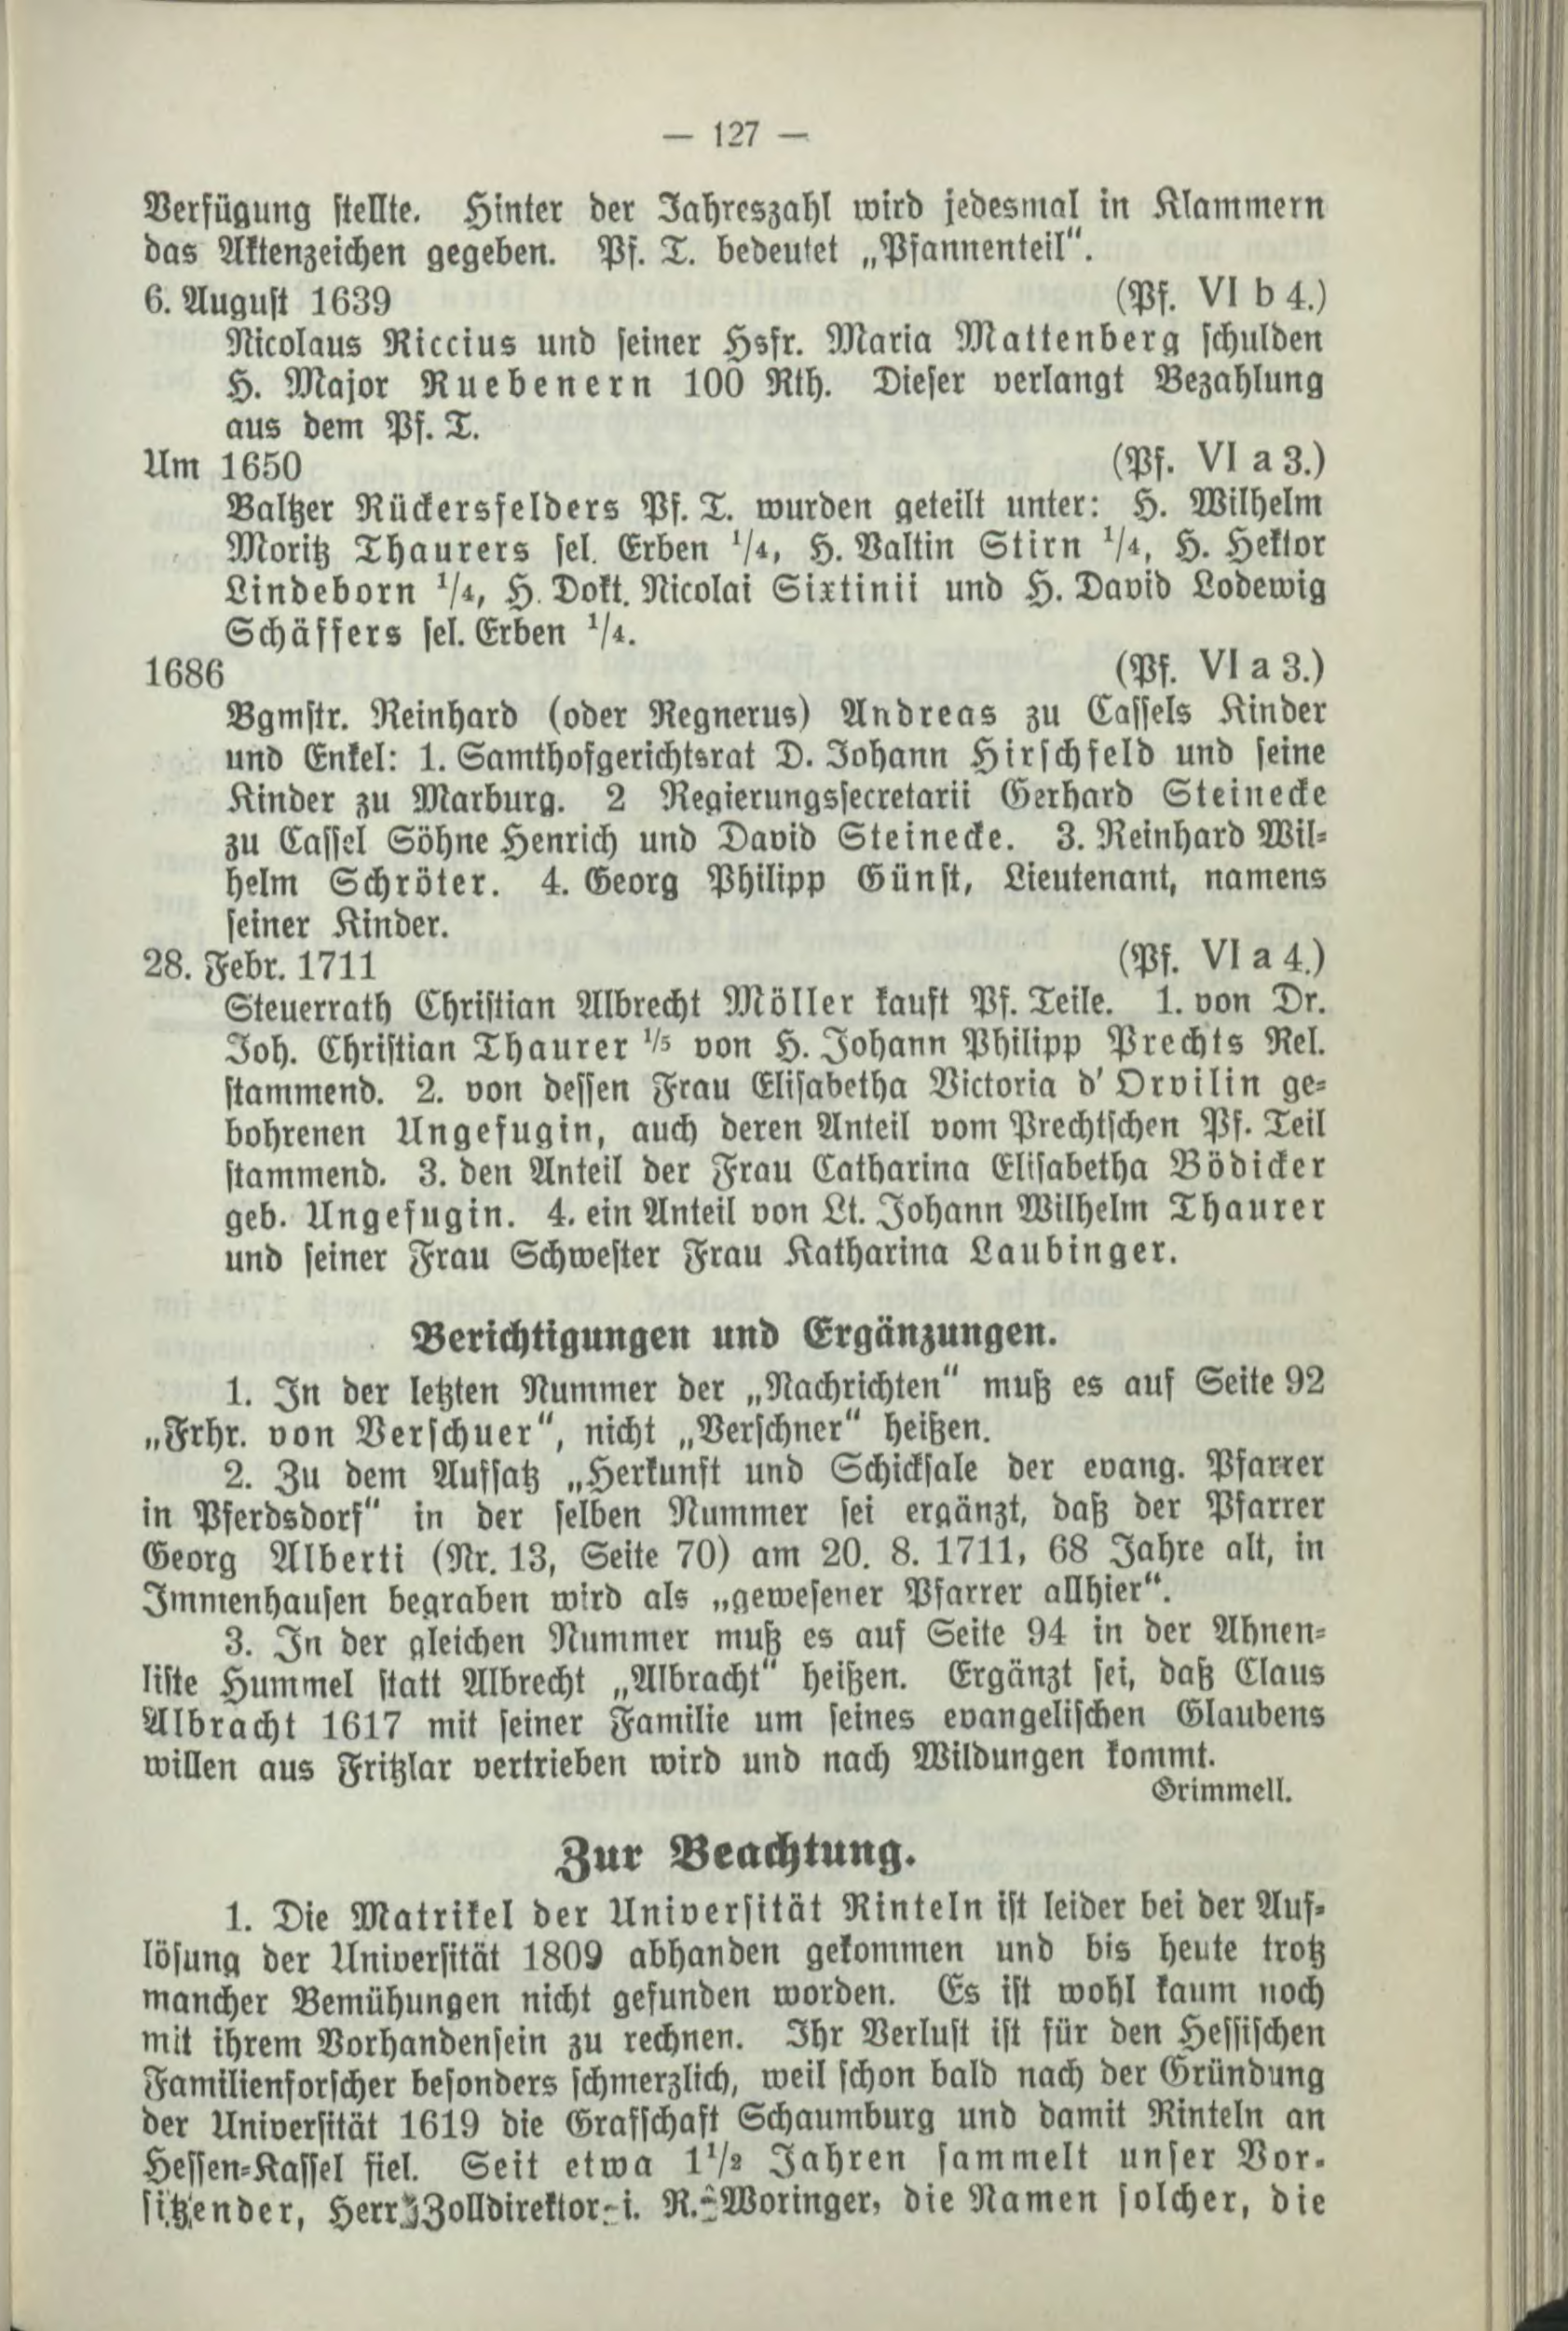 — 127 —
Verfügung stellte. Hinter der Jahreszahl wird jedesmal in Klammern
das Aktenzeichen gegeben. Pf. T. bedeutet „Pfannenteil“.
6. August 1639 (Pf. VI b 4.)
Nicolaus Riccius und seiner Hsfr. Maria Mattenberg schulden
H. Major Ruebenern 100 Rth. Dieser verlangt Bezahlung
aus dem Pf. T.
Um 1650 (Pf. VI a 3.)
Baltzer Rückersfelders Pf. T. wurden geteilt unter: H. Wilhelm
Moritz Thaurers sel. Erben 1/4, H. Valtin Stirn 1/4, H. Hektor
Lindeborn 1/4, H. Dokt. Nicolai Sixtinii und H. David Lodewig
Schäffers sel. Erben 1/4.
1686 (Pf. VI a 3.)
Bgmstr. Reinhard (oder Regnerus) Andreas zu Cassels Kinder
und Enkel: 1. Samthofgerichtsrat D. Johann Hirschfeld und seine
Kinder zu Marburg. 2 Regierungssecretarii Gerhard Steinecke
zu Cassel Söhne Henrich und David Steinecke. 3. Reinhard Wil=
helm Schröter. 4. Georg Philipp Günst, Lieutenant, namens
seiner Kinder.
28. Febr. 1711 (Pf. VI a 4.)
Steuerrath Christian Albrecht Möller kauft Pf. Teile. 1. von Dr.
Joh. Christian Thaurer 1/5 von H. Johann Philipp Prechts Rel.
stammend. 2. von dessen Frau Elisabetha Victoria d' Orvilin ge=
bohrenen Ungefugin, auch deren Anteil vom Prechtschen Pf. Teil
stammend. 3. den Anteil der Frau Catharina Elisabetha Bödicker
geb. Ungefugin. 4. ein Anteil von Lt. Johann Wilhelm Thaurer
und seiner Frau Schwester Frau Katharina Laubinger.
Berichtigungen und Ergänzungen.
1. In der letzten Nummer der „Nachrichten“ muß es auf Seite 92
„Frhr. von Verschuer“, nicht „Verschner“ heißen.
2. Zu dem Aufsatz „Herkunft und Schicksale der evang. Pfarrer
in Pferdsdorf“ in der selben Nummer sei ergänzt, daß der Pfarrer
Georg Alberti (Nr. 13, Seite 70) am 20. 8. 1711, 68 Jahre alt, in
Immenhausen begraben wird als „gewesener Pfarrer allhier“.
3. In der gleichen Nummer muß es auf Seite 94 in der Ahnen=
liste Hummel statt Albrecht „Albracht“ heißen. Ergänzt sei, daß Claus
Albracht 1617 mit seiner Familie um seines evangelischen Glaubens
willen aus Fritzlar vertrieben wird und nach Wildungen kommt.
Grimmell.
Zur Beachtung.
1. Die Matrikel der Universität Rinteln ist leider bei der Auf=
lösung der Universität 1809 abhanden gekommen und bis heute trotz
mancher Bemühungen nicht gefunden worden. Es ist wohl kaum noch
mit ihrem Vorhandensein zu rechnen. Ihr Verlust ist für den Hessischen
Familienforscher besonders schmerzlich, weil schon bald nach der Gründung
der Universität 1619 die Grafschaft Schaumburg und damit Rinteln an
Hessen=Kassel fiel. Seit etwa 1 1/2 Jahren sammelt unser Vor=
sitzender, Herr Zolldirektor i. R. Woringer, die Namen solcher, die